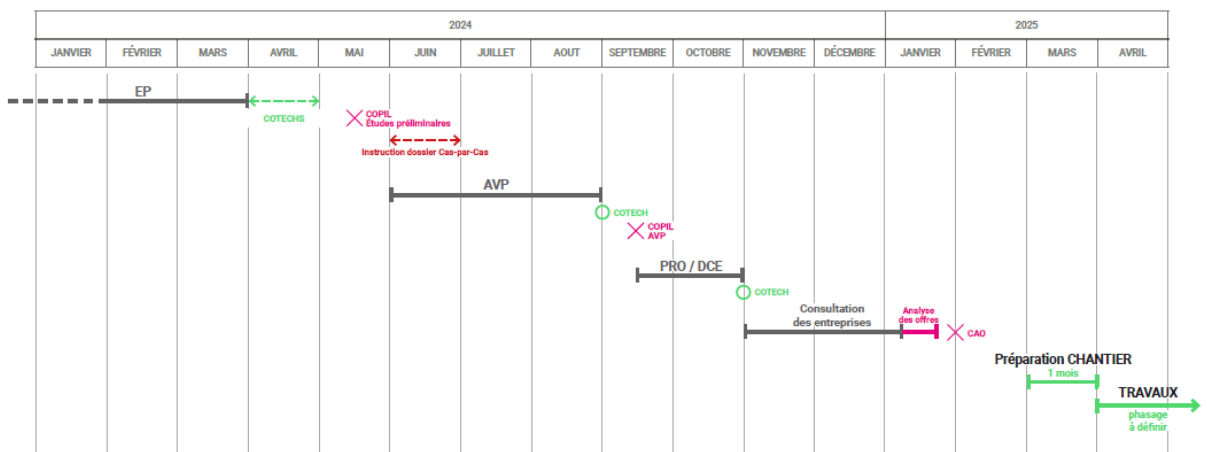 2024
2025
JANVIER
FÉVRIER
MARS
AVRIL
MAI
JUIN
JUILLET
AOUT
SEPTEMBRE
OCTOBRE
NOVEMBRE
DÉCEMBRE
JANVIER
FÉVRIER
MARS
AVRIL
EP
COTECHS
COPIL
Études préliminaires
Instruction dossier Cas-par-Cas
AVP
COTECH
COPIL
AVP
PRO / DCE
COTECH
Consultation
des entreprises
Analyse
des offres
CAO
Préparation CHANTIER
1 mois
TRAVAUX
phasage
à définir